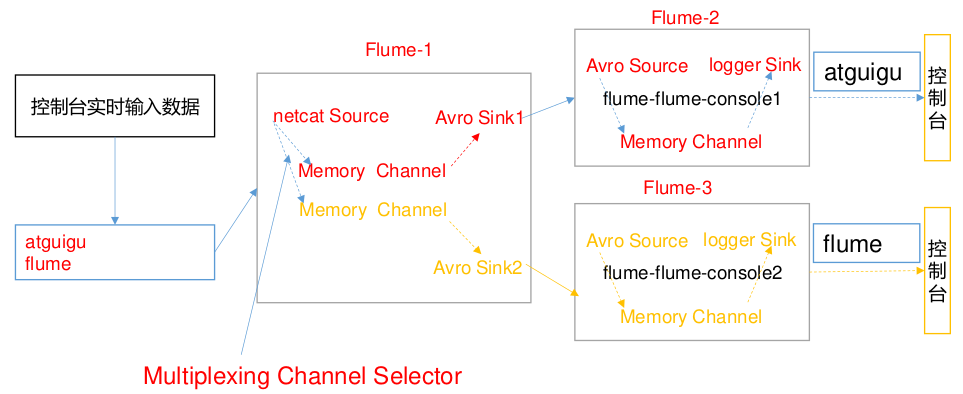 控制台实时输入数据
atguigu
flume
Flume-1
netcat Source
Avro Sink1
Memory Channel
Memory Channel
Avro Sink2
Multiplexing Channel Selector
Flume-2
Avro Source
logger Sink
flume-flume-console1
Memory Channel
atguigu
控制台
Flume-3
Avro Source
logger Sink
flume-flume-console2
Memory Channel
flume
控制台